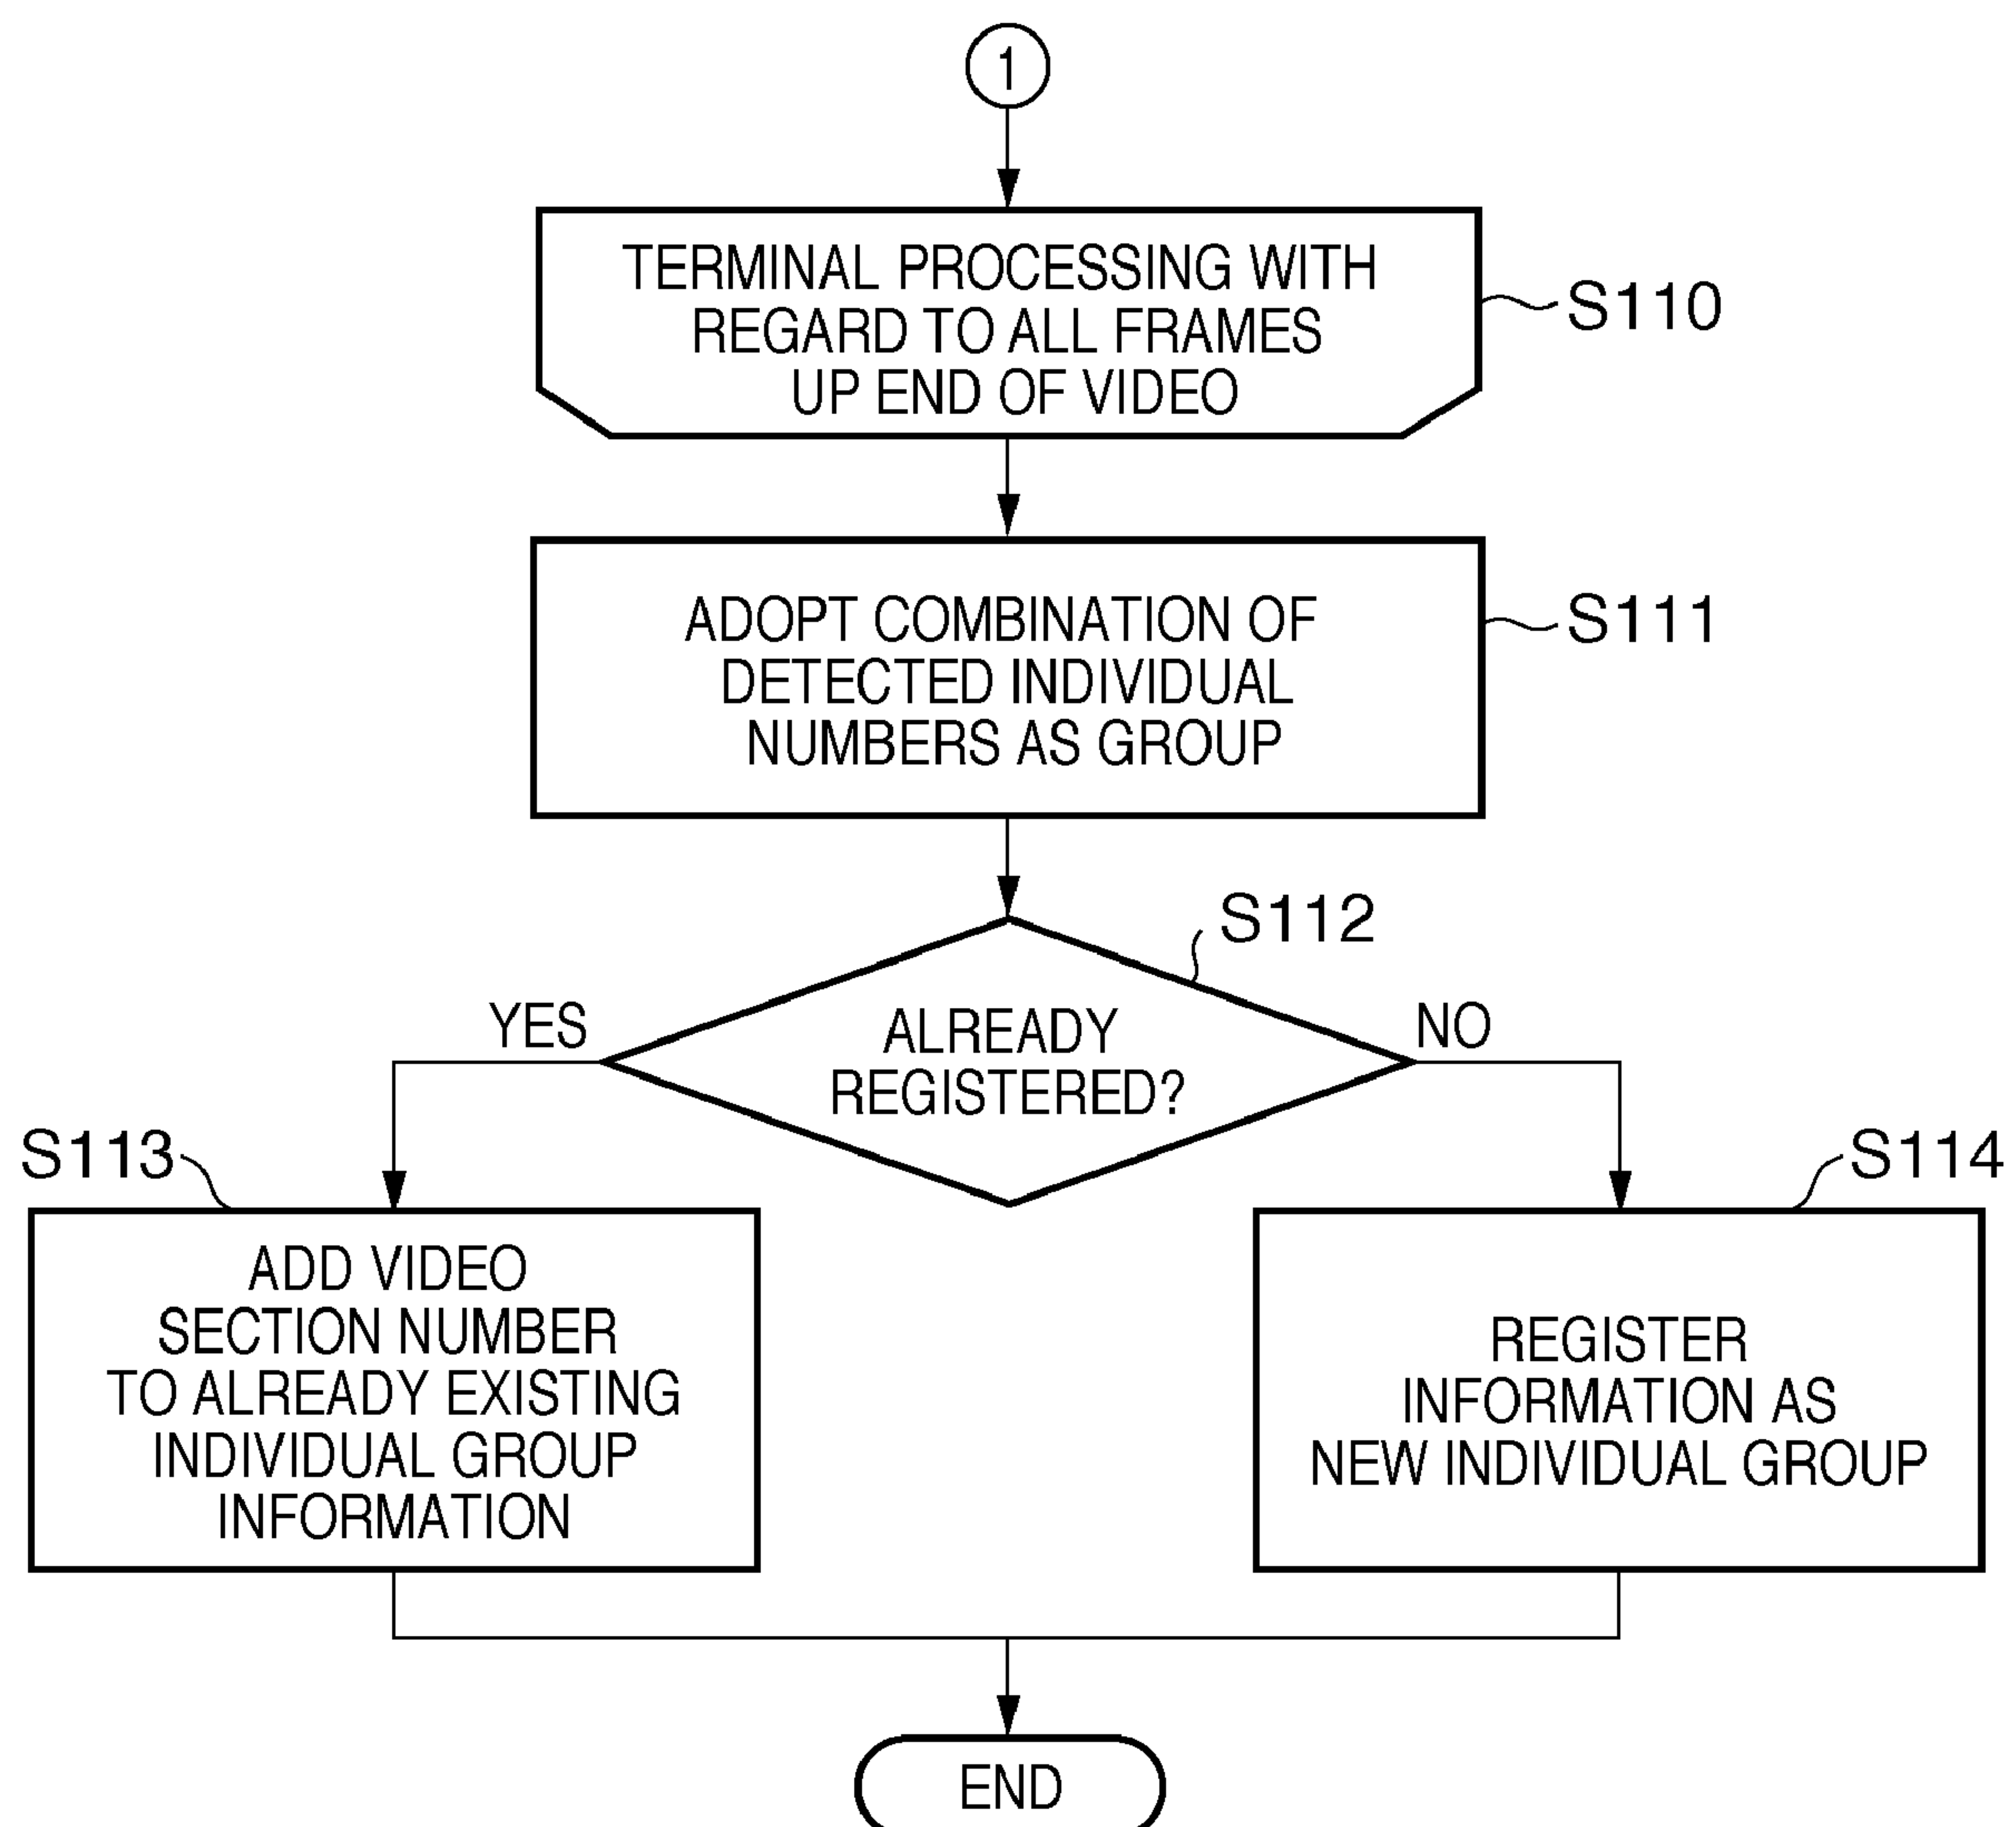 1
TERMINAL PROCESSING WITH
REGARD TO ALL FRAMES
UP END OF VIDEO
S110
ADOPT COMBINATION OF
DETECTED INDIVIDUAL
NUMBERS AS GROUP
S111
S112
ALREADY
REGISTERED?
YES
NO
S113
ADD VIDEO
SECTION NUMBER
TO ALREADY EXISTING
INDIVIDUAL GROUP
INFORMATION
S114
REGISTER
INFORMATION AS
NEW INDIVIDUAL GROUP
END